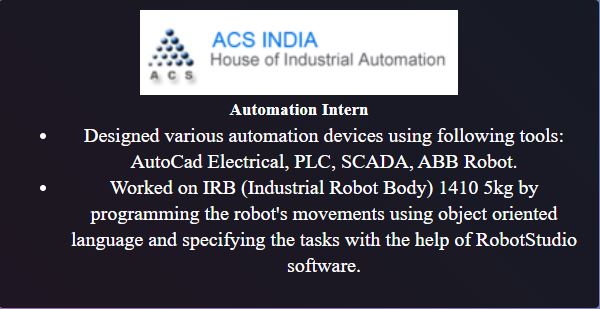 ACS INDIA
House of Industrial Automation
A C S
Automation Intern
• Designed various automation devices using following tools:
AutoCad Electrical, PLC, SCADA, ABB Robot.
• Worked on IRB (Industrial Robot Body) 1410 5kg by
programming the robot's movements using object oriented
language and specifying the tasks with the help of RobotStudio
software.